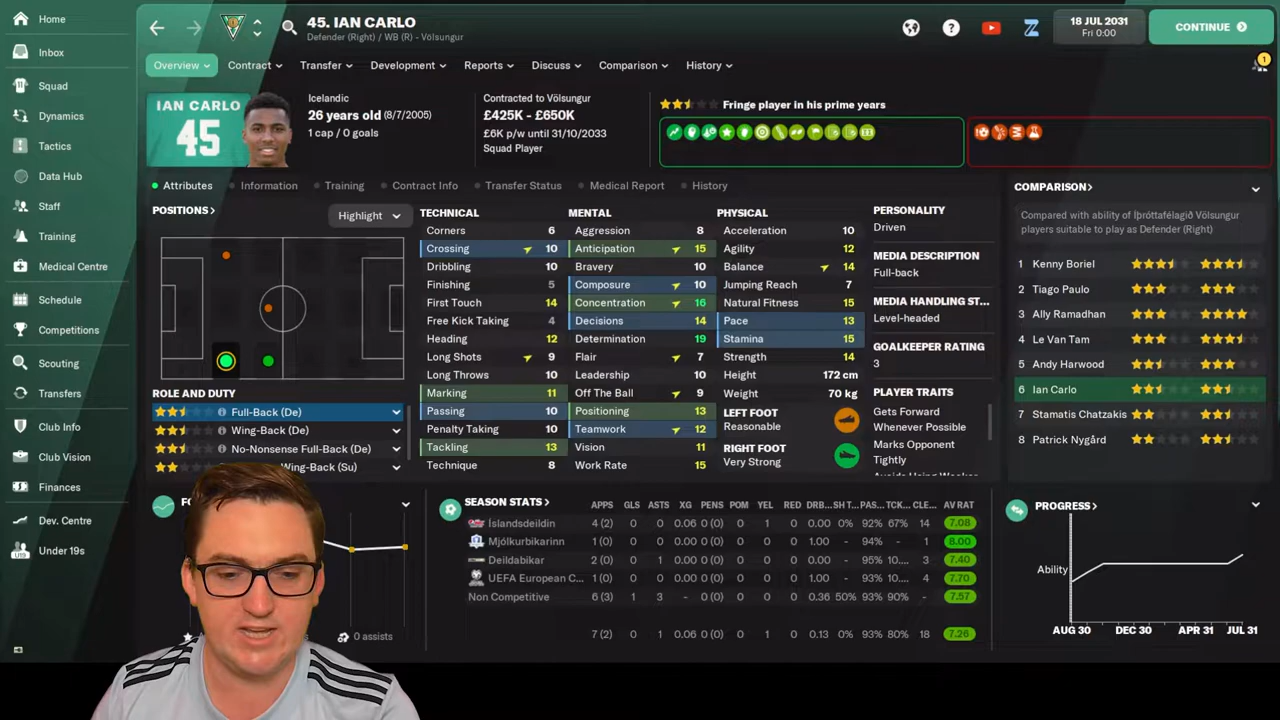 Home
Inbox
Squad
Dynamics
Tactics
Data Hub
Staff
Training
Medical Centre
Schedule
Competitions
Scouting
Transfers
Club Info
Club Vision
Finances
Dev. Centre
Under 19s
U19
45. IAN CARLO
Defender (Right) / WB (R) - Völsungur
18 JUL 2031
Fri 0:00
CONTINUE
Overview
Contract
Transfer
Development
Reports
Discuss
Comparison
History
1
IAN CARLO
45
Icelandic
26 years old (8/7/2005)
1 cap / 0 goals
Contracted to Völsungur
£425K - £650K
£6K p/w until 31/10/2033
Squad Player
Fringe player in his prime years
Attributes
Information
Training
Contract Info
Transfer Status
Medical Report
History
POSITIONS>
Highlight
ROLE AND DUTY
Full-Back (De)
Wing-Back (De)
No-Nonsense Full-Back (De)
Wing-Back (Su)
TECHNICAL
Corners 6
Crossing 10
Dribbling 10
Finishing 5
First Touch 14
Free Kick Taking 4
Heading 12
Long Shots 9
Long Throws 10
Marking 11
Passing 10
Penalty Taking 10
Tackling 13
Technique 8
MENTAL
Aggression 8
Anticipation 15
Bravery 10
Composure 10
Concentration 16
Decisions 14
Determination 19
Flair 7
Leadership 10
Off The Ball 9
Positioning 13
Teamwork 12
Vision 11
Work Rate 15
PHYSICAL
Acceleration 10
Agility 12
Balance 14
Jumping Reach 7
Natural Fitness 15
Pace 13
Stamina 15
Strength 14
Height 172 cm
Weight 70 kg
LEFT FOOT
Reasonable
RIGHT FOOT
Very Strong
PERSONALITY
Driven
MEDIA DESCRIPTION
Full-back
MEDIA HANDLING ST...
Level-headed
GOALKEEPER RATING
3
PLAYER TRAITS
Gets Forward
Whenever Possible
Marks Opponent
Tightly
Avoids Using Weaker
COMPARISON>
Compared with ability of Íþróttafélagið Völsungur
players suitable to play as Defender (Right)
1 Kenny Boriel
2 Tiago Paulo
3 Ally Ramadhan
4 Le Van Tam
5 Andy Harwood
6 Ian Carlo
7 Stamatis Chatzakis
8 Patrick Nygård
FO
0 assists
SEASON STATS> APPS GLS ASTS XG PENS POM YEL RED DRB... SH T... PAS... TCK... CLE... AV RAT
Íslandsdeildin 4 (2) 0 0 0.06 0 (0) 0 1 0 0.00 0% 92% 67% 14 7.08
Mjólkurbikarinn 1 (0) 0 0 0.00 0 (0) 0 0 0 1.00 - 94% - 1 8.00
Deildabikar 2 (0) 0 1 0.00 0 (0) 0 0 0 0.00 - 95% 10.... 3 7.40
UEFA European C... 1 (0) 0 0 0.00 0 (0) 0 0 0 1.00 - 93% 10.... 4 7.70
Non Competitive 6 (3) 1 3 - 0 (0) 0 0 0 0.36 50% 93% 90% - 7.57
7 (2) 0 1 0.06 0 (0) 0 1 0 0.13 0% 93% 80% 18 7.26
PROGRESS>
Ability
AUG 30 DEC 30 APR 31 JUL 31